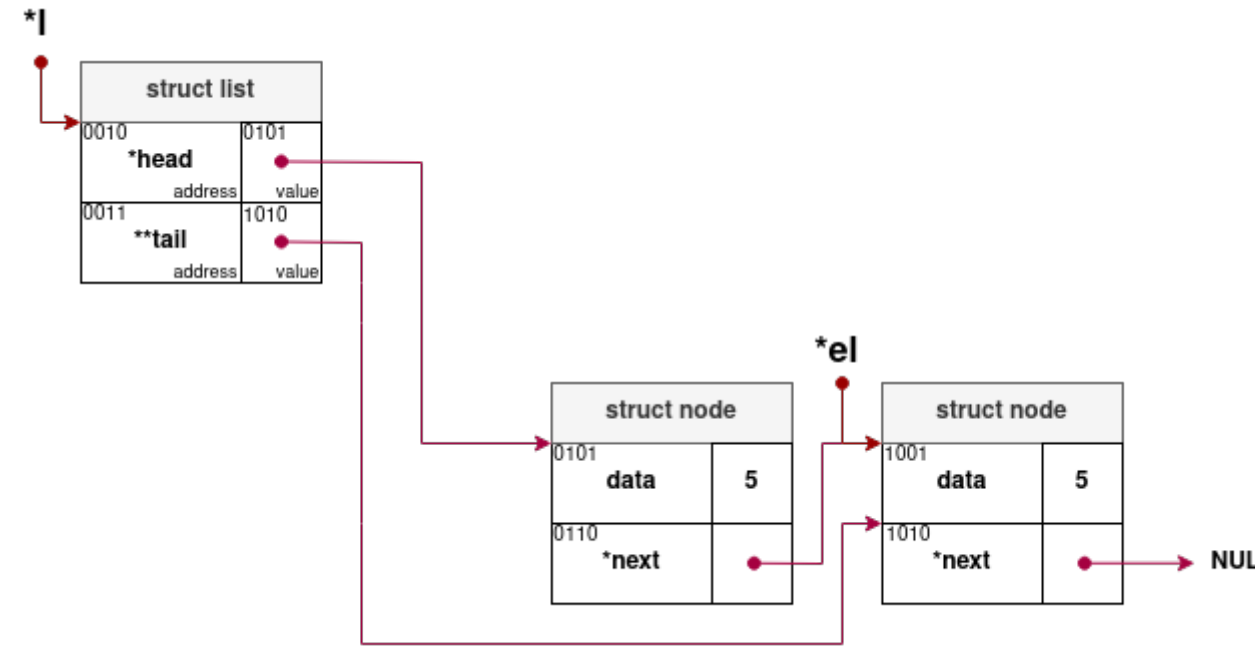 *l
struct list
0010
0101
*head
address
value
0011
1010
**tail
address
value
*el
struct node
struct node
0101
data
5
1001
data
5
0110
*next
1010
*next
NUL